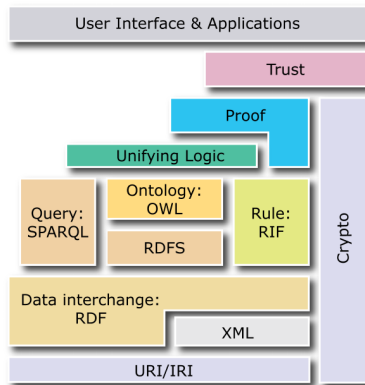 User Interface & Applications
Trust
Proof
Unifying Logic
Ontology:
OWL
Query:
SPARQL
Rule:
RIF
RDFS
Crypto
Data interchange:
RDF
XML
URI/IRI